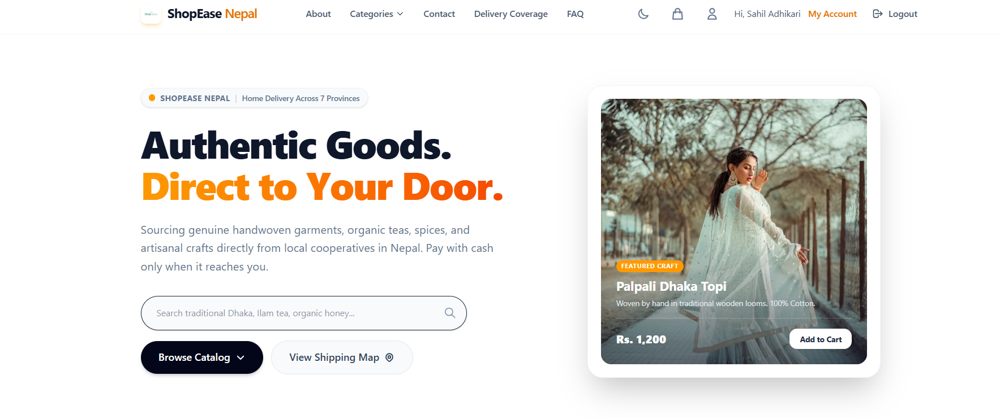 Shop Ease
ShopEase Nepal
About
Categories
Contact
Delivery Coverage
FAQ
Hi, Sahil Adhikari
My Account
Logout
SHOPEASE NEPAL | Home Delivery Across 7 Provinces
Authentic Goods.
Direct to Your Door.
Sourcing genuine handwoven garments, organic teas, spices, and
artisanal crafts directly from local cooperatives in Nepal. Pay with cash
only when it reaches you.
Search traditional Dhaka, Ilam tea, organic honey...
Browse Catalog
View Shipping Map
FEATURED CRAFT
Palpali Dhaka Topi
Woven by hand in traditional wooden looms. 100% Cotton.
Rs. 1,200
Add to Cart